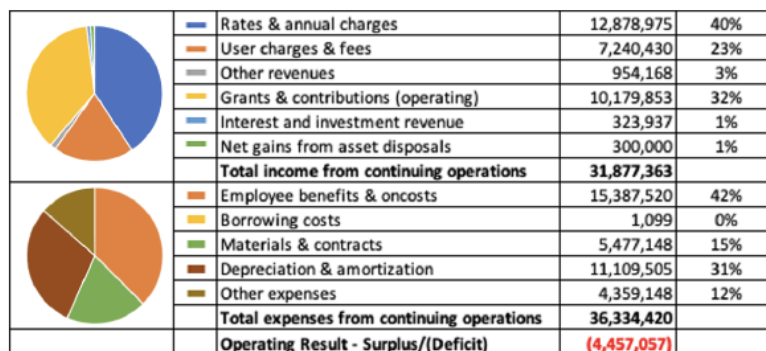 Rates & annual charges 12,878,975 40%
User charges & fees 7,240,430 23%
Other revenues 954,168 3%
Grants & contributions (operating) 10,179,853 32%
Interest and investment revenue 323,937 1%
Net gains from asset disposals 300,000 1%
Total income from continuing operations 31,877,363
Employee benefits & oncosts 15,387,520 42%
Borrowing costs 1,099 0%
Materials & contracts 5,477,148 15%
Depreciation & amortization 11,109,505 31%
Other expenses 4,359,148 12%
Total expenses from continuing operations 36,334,420
Operating Result - Surplus/(Deficit) (4,457,057)